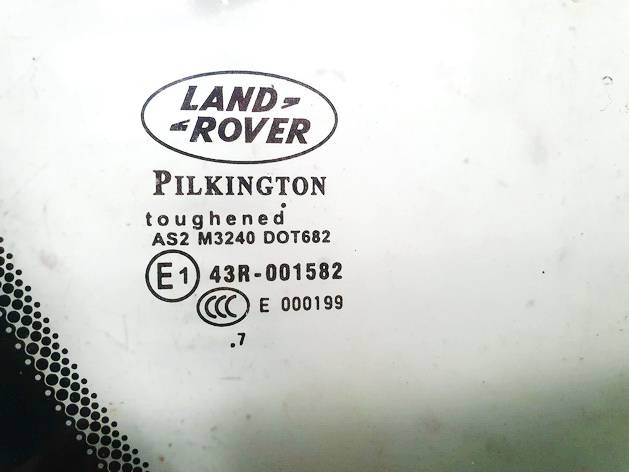 LAND-
-ROVER
PILKINGTON
toughened
AS2 M3240 DOT682
E1 43R-001582
CCC E 000199
.7